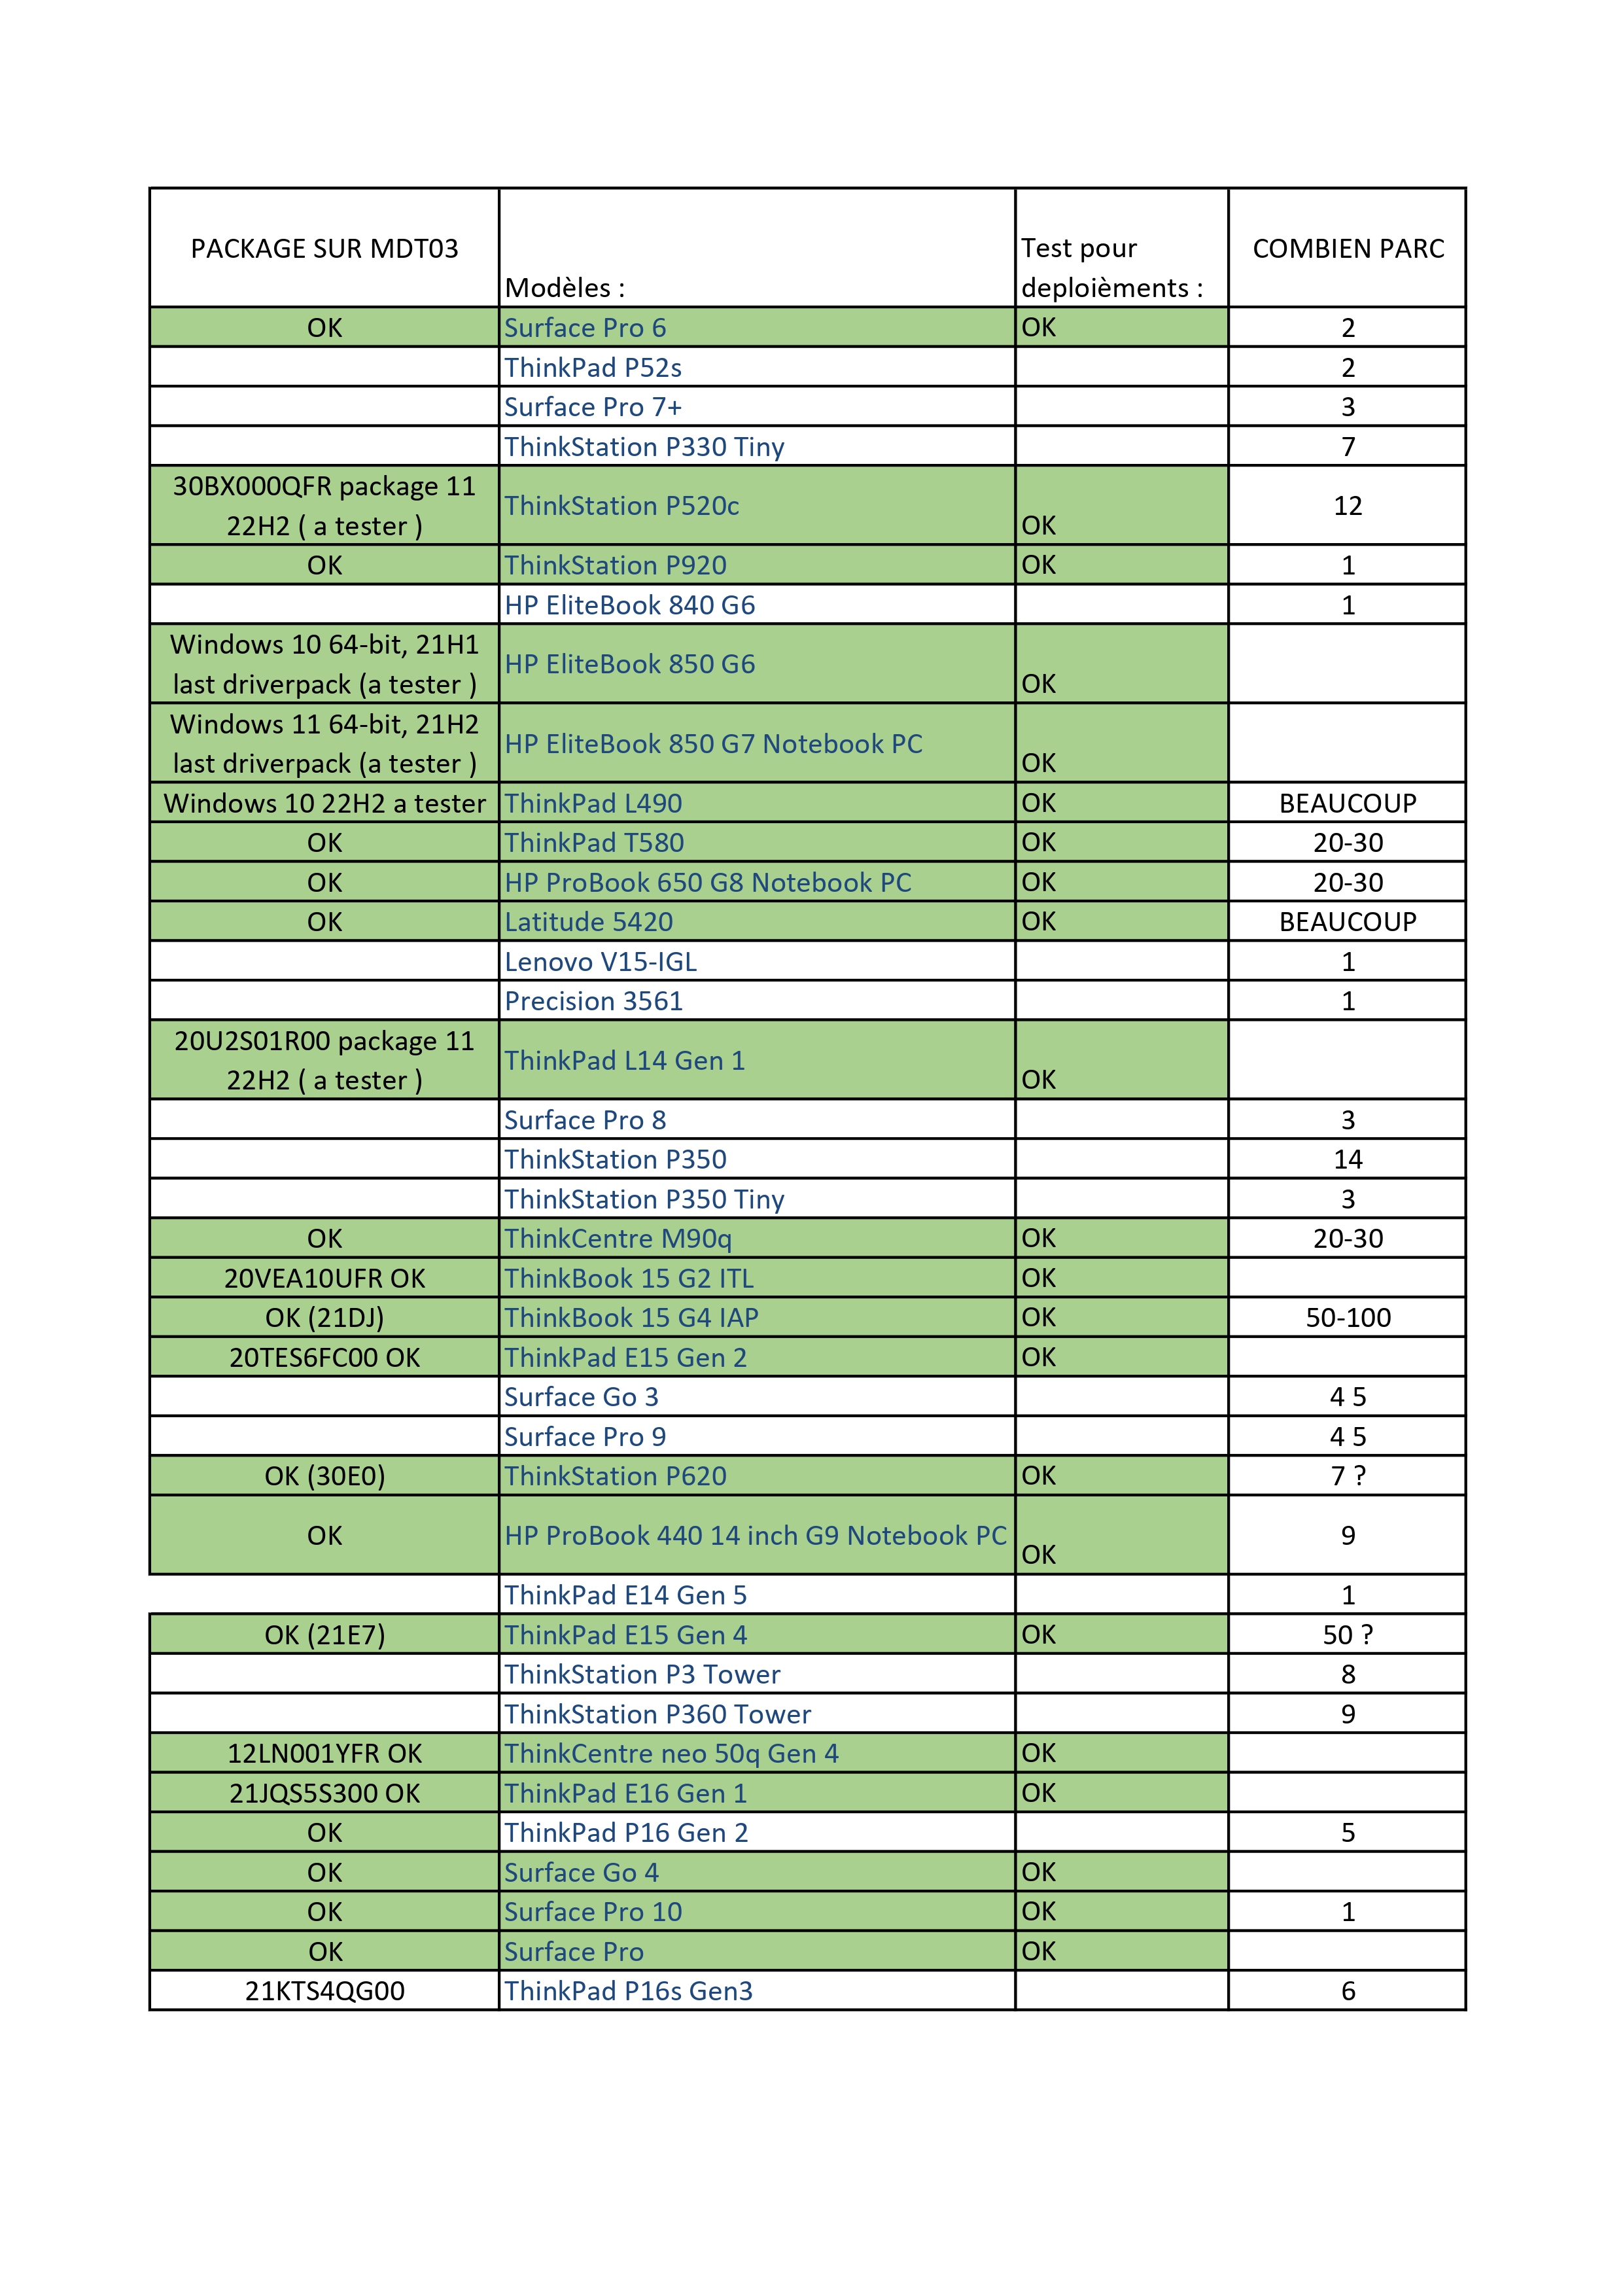 PACKAGE SUR MDT03 Modèles : Test pour deploièments : COMBIEN PARC
OK Surface Pro 6 OK 2
ThinkPad P52s 2
Surface Pro 7+ 3
ThinkStation P330 Tiny 7
30BX000QFR package 11
22H2 ( a tester ) ThinkStation P520c OK 12
OK ThinkStation P920 OK 1
HP EliteBook 840 G6 1
Windows 10 64-bit, 21H1
last driverpack (a tester ) HP EliteBook 850 G6 OK
Windows 11 64-bit, 21H2
last driverpack (a tester ) HP EliteBook 850 G7 Notebook PC OK
Windows 10 22H2 a tester ThinkPad L490 OK BEAUCOUP
OK ThinkPad T580 OK 20-30
OK HP ProBook 650 G8 Notebook PC OK 20-30
OK Latitude 5420 OK BEAUCOUP
Lenovo V15-IGL 1
Precision 3561 1
20U2S01R00 package 11
22H2 ( a tester ) ThinkPad L14 Gen 1 OK
Surface Pro 8 3
ThinkStation P350 14
ThinkStation P350 Tiny 3
OK ThinkCentre M90q OK 20-30
20VEA10UFR OK ThinkBook 15 G2 ITL OK
OK (21DJ) ThinkBook 15 G4 IAP OK 50-100
20TES6FC00 OK ThinkPad E15 Gen 2 OK
Surface Go 3 4 5
Surface Pro 9 4 5
OK (30E0) ThinkStation P620 OK 7 ?
OK HP ProBook 440 14 inch G9 Notebook PC OK 9
ThinkPad E14 Gen 5 1
OK (21E7) ThinkPad E15 Gen 4 OK 50 ?
ThinkStation P3 Tower 8
ThinkStation P360 Tower 9
12LN001YFR OK ThinkCentre neo 50q Gen 4 OK
21JQS5S300 OK ThinkPad E16 Gen 1 OK
OK ThinkPad P16 Gen 2 5
OK Surface Go 4 OK
OK Surface Pro 10 OK 1
OK Surface Pro OK
21KTS4QG00 ThinkPad P16s Gen3 6